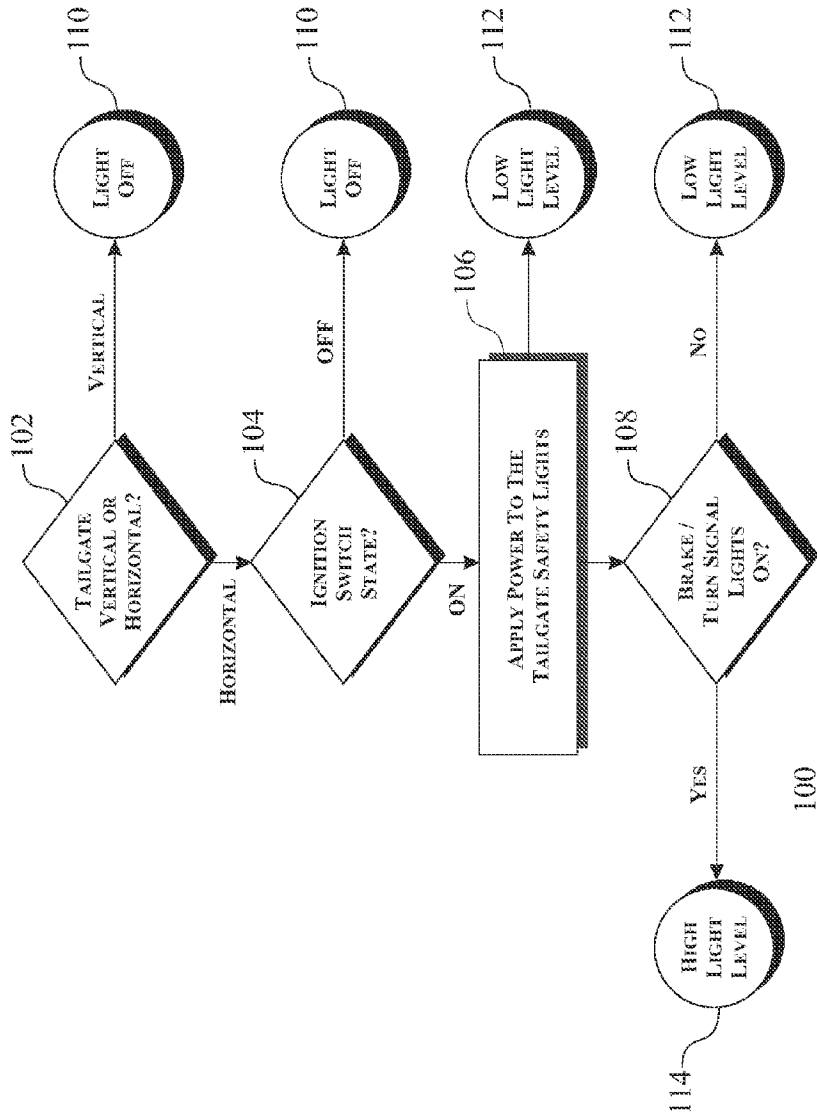 102
TAILGATE
VERTICAL OR
HORIZONTAL?
VERTICAL
LIGHT
OFF
110
HORIZONTAL
104
IGNITION
SWITCH
STATE?
OFF
LIGHT
OFF
110
ON
106
APPLY POWER TO THE
TAILGATE SAFETY LIGHTS
LOW
LIGHT
LEVEL
112
108
BRAKE /
TURN SIGNAL
LIGHTS
ON?
NO
LOW
LIGHT
LEVEL
112
YES
HIGH
LIGHT
LEVEL
114
100